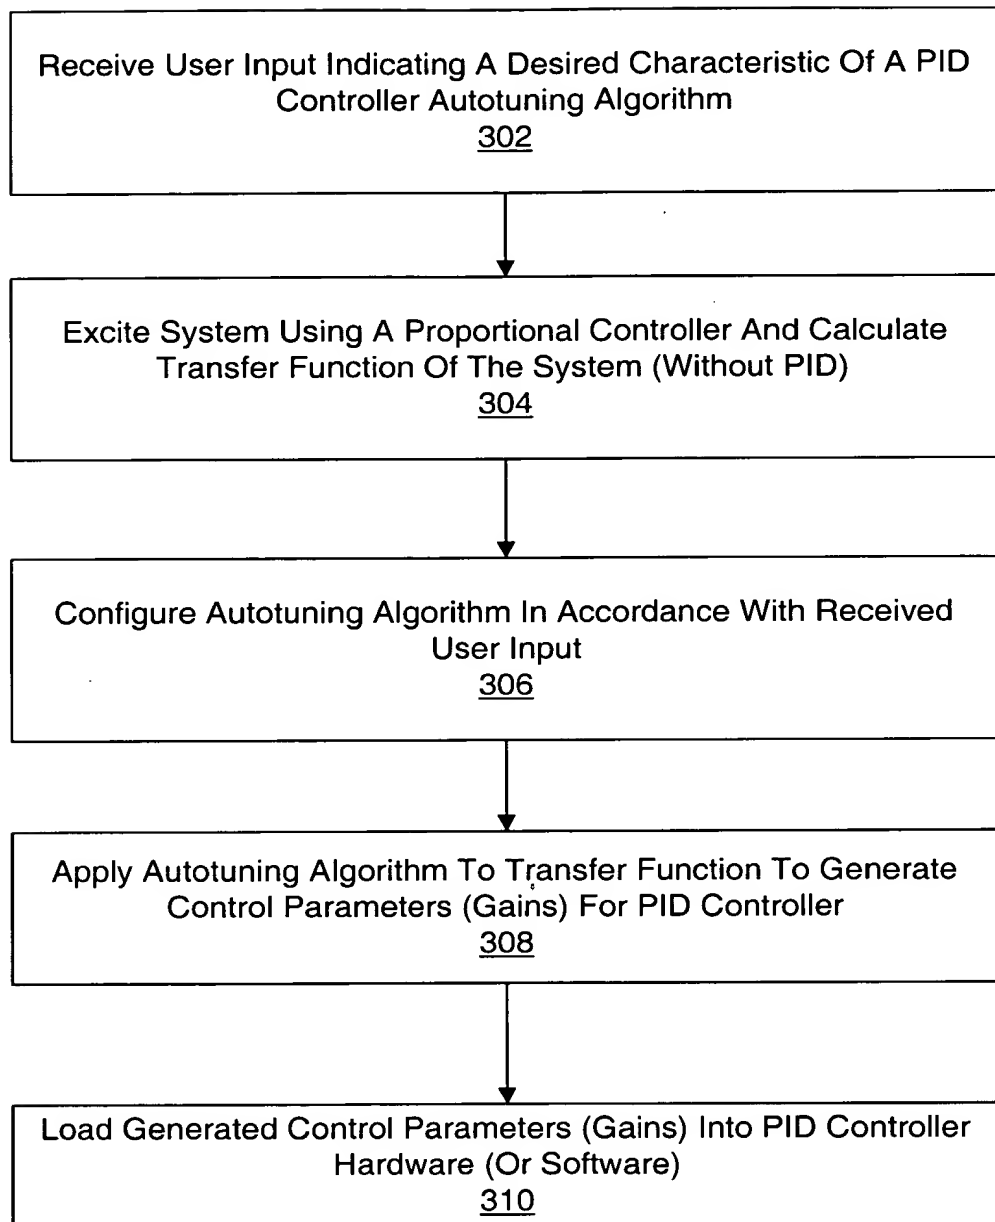 Receive User Input Indicating A Desired Characteristic Of A PID
Controller Autotuning Algorithm
302
Excite System Using A Proportional Controller And Calculate
Transfer Function Of The System (Without PID)
304
Configure Autotuning Algorithm In Accordance With Received
User Input
306
Apply Autotuning Algorithm To Transfer Function To Generate
Control Parameters (Gains) For PID Controller
308
Load Generated Control Parameters (Gains) Into PID Controller
Hardware (Or Software)
310